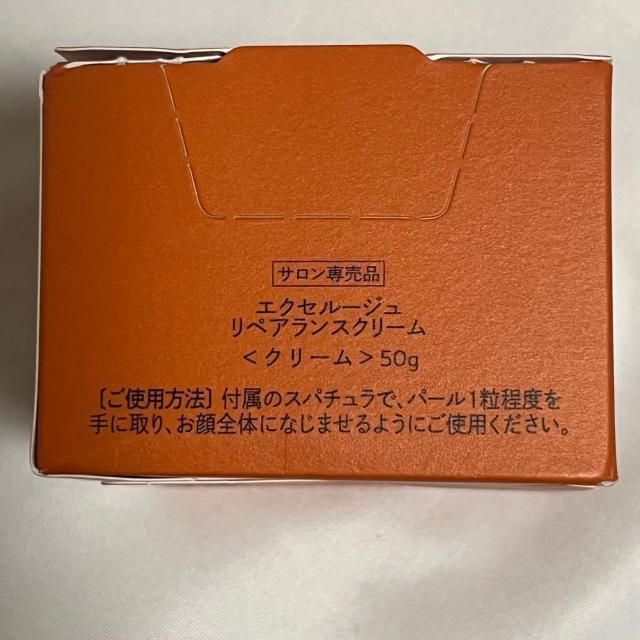 サロン専売品
エクセルージュ
リペアランスクリーム
＜クリーム＞50g
〔ご使用方法〕付属のスパチュラで、パール1粒程度を
手に取り、お顔全体になじませるようにご使用ください。